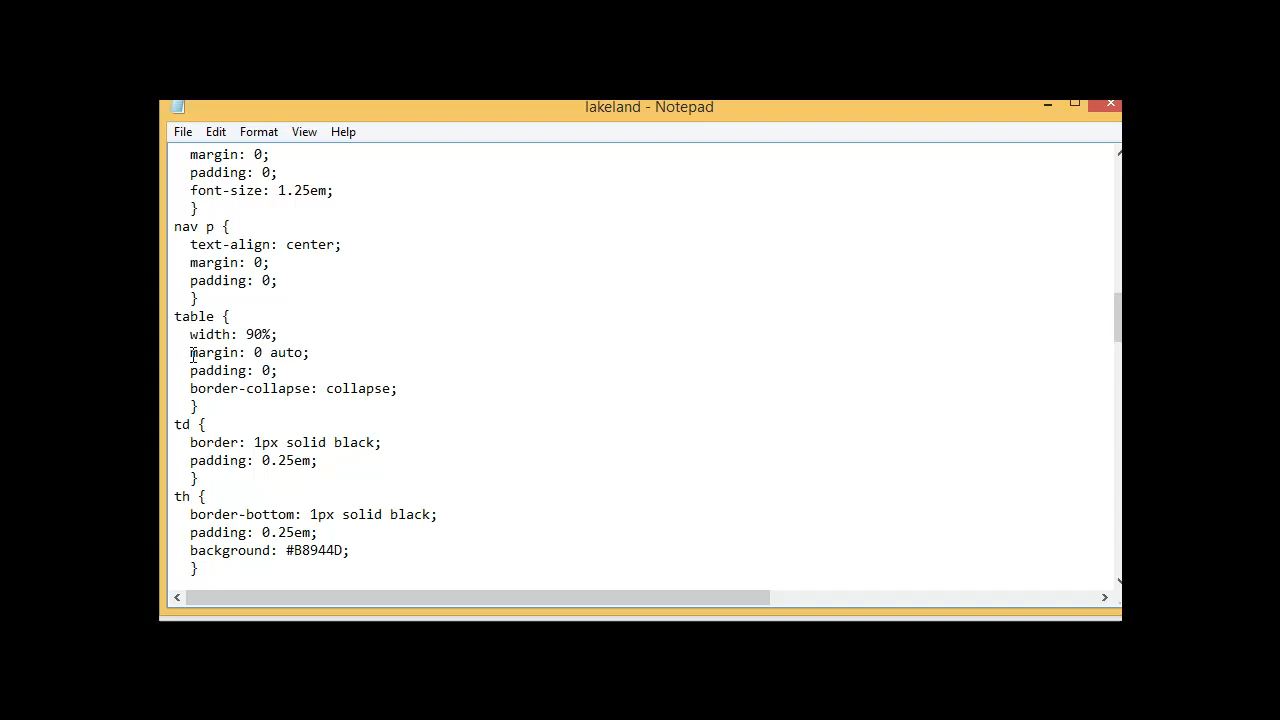 lakeland - Notepad
File Edit Format View Help
margin: 0;
padding: 0;
font-size: 1.25em;
}
nav p {
text-align: center;
margin: 0;
padding: 0;
}
table {
width: 90%;
margin: 0 auto;
padding: 0;
border-collapse: collapse;
}
td {
border: 1px solid black;
padding: 0.25em;
}
th {
border-bottom: 1px solid black;
padding: 0.25em;
background: #B8944D;
}